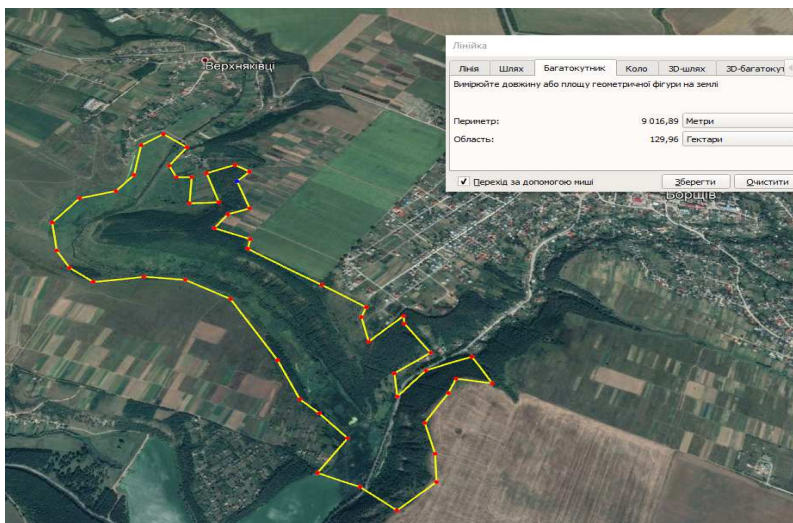 Лінійка
Лінія Шлях Багатокутник Коло 3D-шлях 3D-багатокут
Вимірюйте довжину або площу геометричної фігури на землі
Периметр: 9 016,89 Метри
Область: 129,96 Гектари
Перехід за допомогою миші Зберегти Очистити
Верхняківці
Борщів